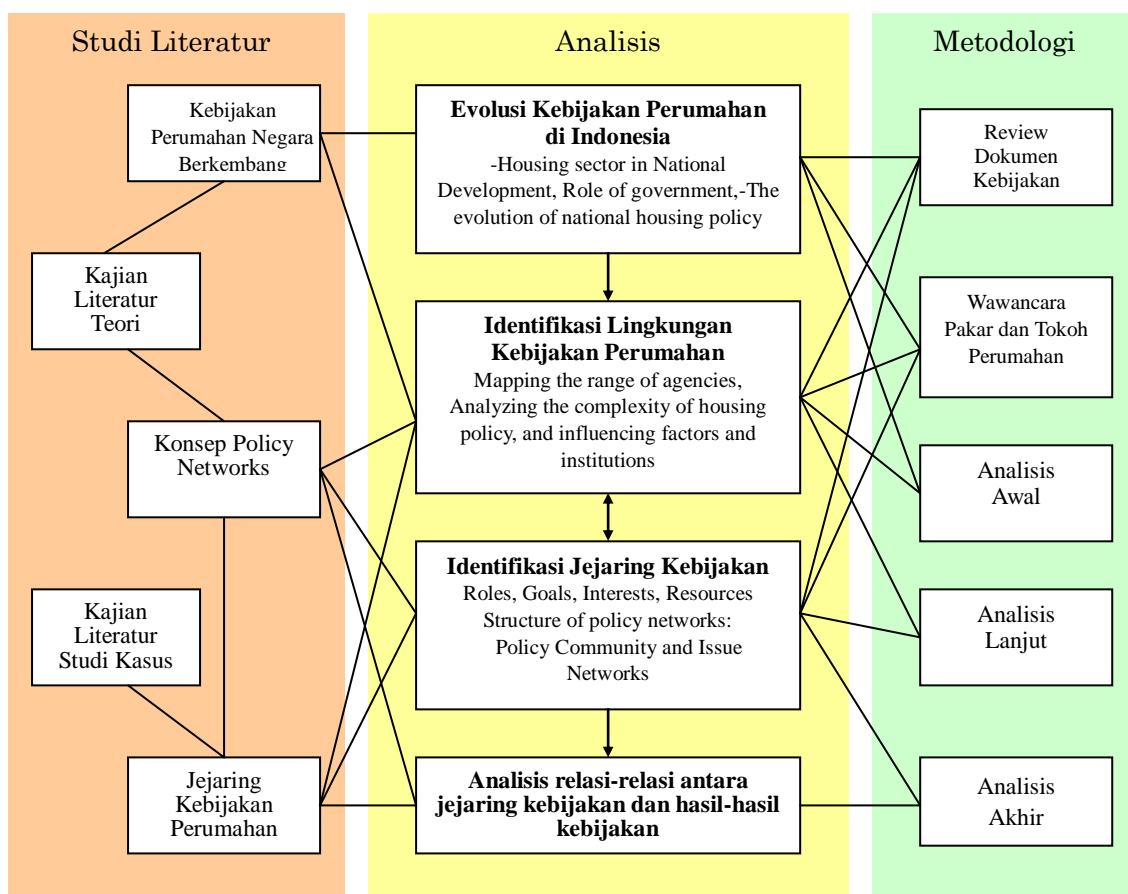 Studi Literatur
Kebijakan
Perumahan Negara
Berkembang
Kajian
Literatur
Teori
Konsep Policy
Networks
Kajian
Literatur
Studi Kasus
Jejaring
Kebijakan
Perumahan
Analisis
Evolusi Kebijakan Perumahan
di Indonesia
-Housing sector in National
Development, Role of government,-The
evolution of national housing policy
Identifikasi Lingkungan
Kebijakan Perumahan
Mapping the range of agencies,
Analyzing the complexity of housing
policy, and influencing factors and
institutions
Identifikasi Jejaring Kebijakan
Roles, Goals, Interests, Resources
Structure of policy networks:
Policy Community and Issue
Networks
Analisis relasi-relasi antara
jejaring kebijakan dan hasil-hasil
kebijakan
Metodologi
Review
Dokumen
Kebijakan
Wawancara
Pakar dan Tokoh
Perumahan
Analisis
Awal
Analisis
Lanjut
Analisis
Akhir